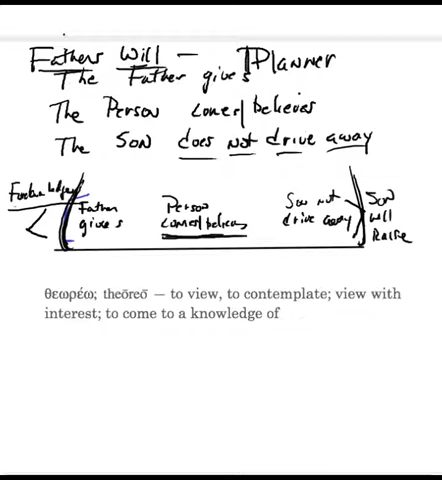 Fathers Will — Planner
The Father gives
The Person comes/believes
The Son does not drive away
Father gives
Person comes/believes
Son not drive away
Son will Raise
θεωρέω; theōreō — to view, to contemplate; view with
interest; to come to a knowledge of